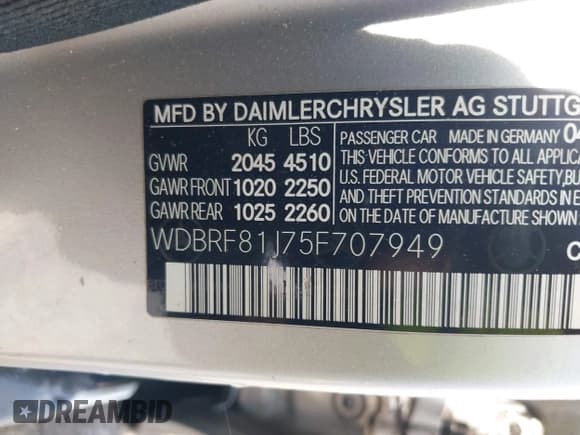 MFD BY DAIMLERCHRYSLER AG STUTTG
KG LBS
GVWR 2045 4510
GAWR FRONT 1020 2250
GAWR REAR 1025 2260
PASSENGER CAR MADE IN GERMANY 04
THIS VEHICLE CONFORMS TO ALL APPLICA
U.S. FEDERAL MOTOR VEHICLE SAFETY, BU
AND THEFT PREVENTION STANDARDS IN E
THE DATE OF MANUFACTURE SHOWN
WDBRF81J75F707949
C
DREAMBID